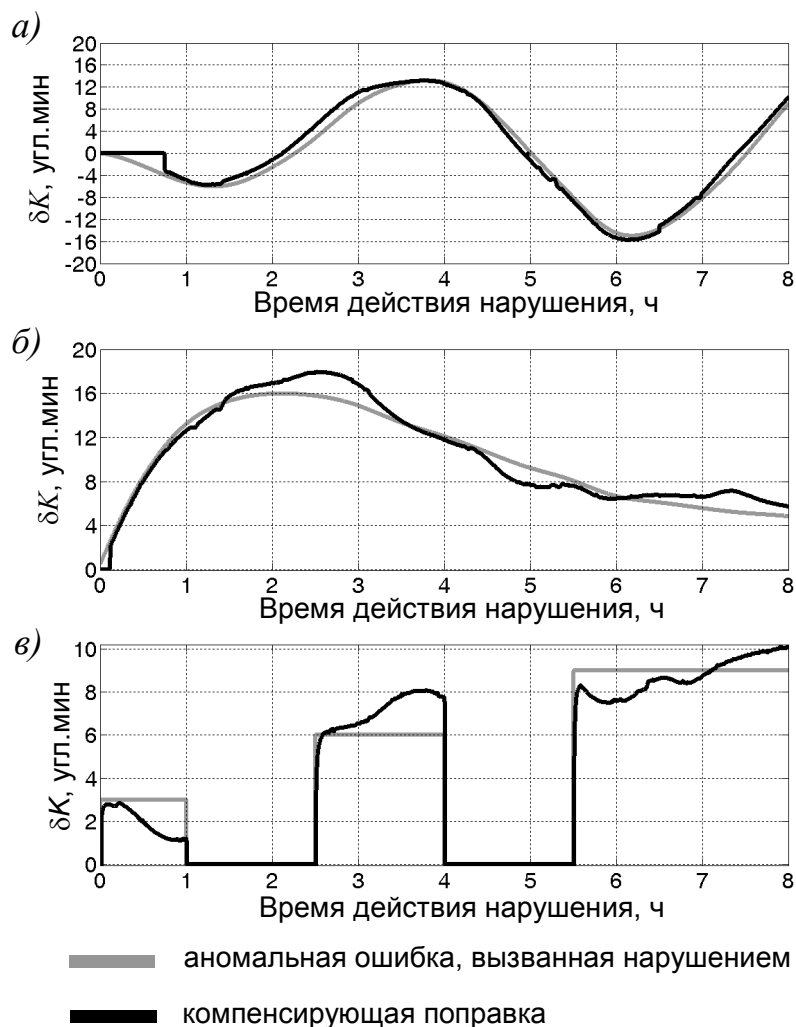 а)
20
16
12
8
4
0
-4
-8
-12
-16
-20
δK, угл.мин
0 1 2 3 4 5 6 7 8
Время действия нарушения, ч
б)
20
16
12
8
4
0
δK, угл.мин
0 1 2 3 4 5 6 7 8
Время действия нарушения, ч
в)
10
8
6
4
2
0
δK, угл.мин
0 1 2 3 4 5 6 7 8
Время действия нарушения, ч
аномальная ошибка, вызванная нарушением
компенсирующая поправка